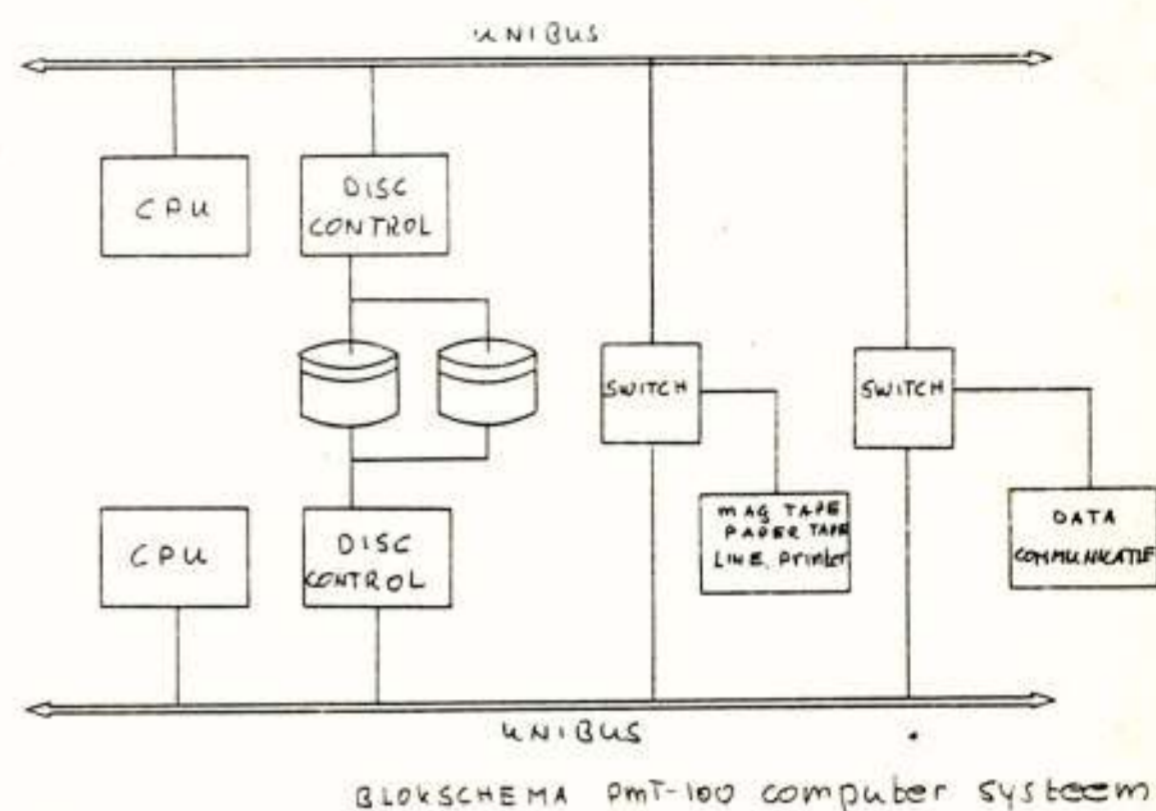 UNIBUS
CPU
DISC
CONTROL
SWITCH
SWITCH
CPU
DISC
CONTROL
MAG TAPE
PAPER TAPE
LINE. Printer
DATA
COMMUNICATIE
UNIBUS
BLOKSCHEMA PMT-100 computer systeem